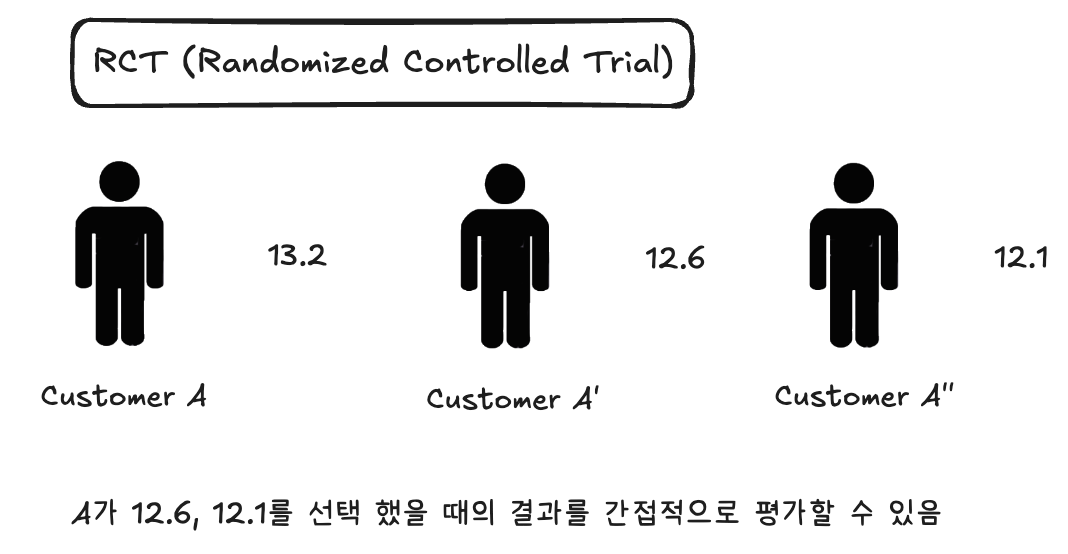 RCT (Randomized Controlled Trial)
13.2
12.6
12.1
Customer A
Customer A'
Customer A"
A가 12.6, 12.1를 선택 했을 때의 결과를 간접적으로 평가할 수 있음